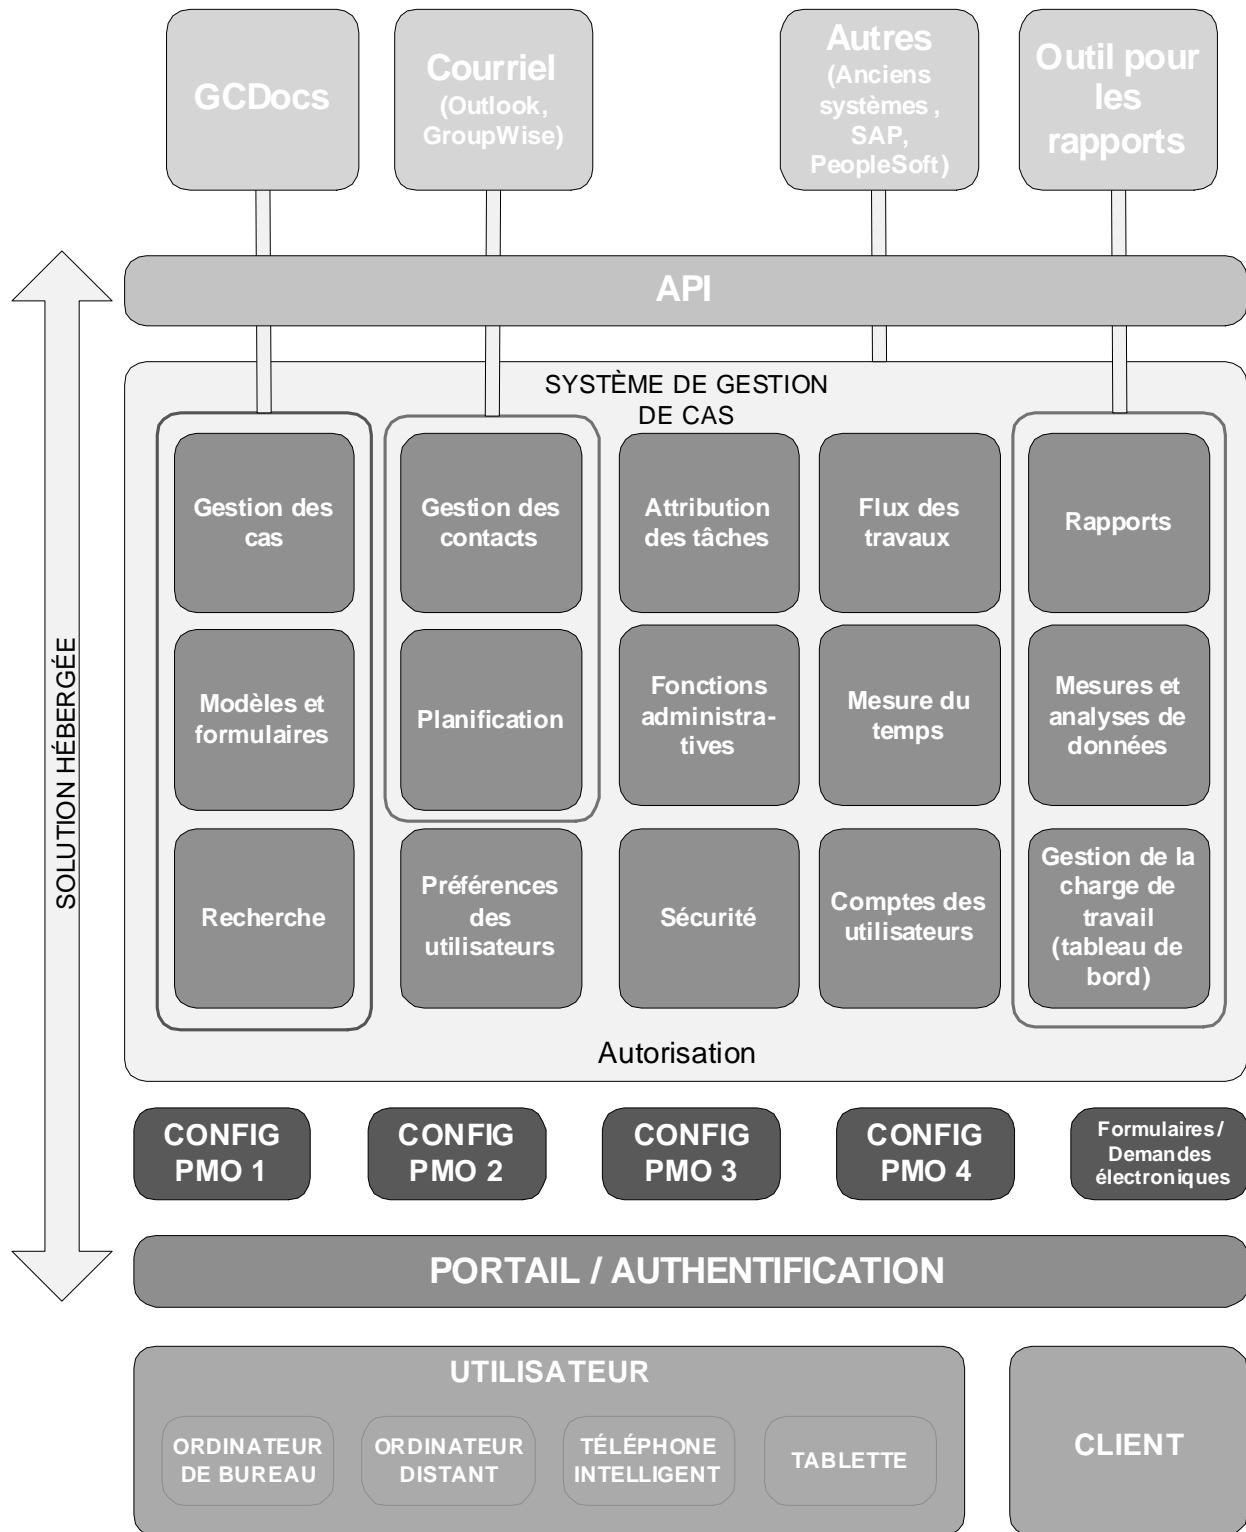 GCDocs
Courriel
(Outlook,
GroupWise)
Autres
(Anciens
systèmes,
SAP,
PeopleSoft)
Outil pour
les
rapports
API
SYSTÈME DE GESTION
DE CAS
Gestion des
cas
Gestion des
contacts
Attribution
des tâches
Flux des
travaux
Rapports
Modèles et
formulaires
Planification
Fonctions
administra-
tives
Mesure du
temps
Mesures et
analyses de
données
Recherche
Préférences
des
utilisateurs
Sécurité
Comptes des
utilisateurs
Gestion de la
charge de
travail
(tableau de
bord)
Autorisation
SOLUTION HÉBERGÉE
CONFIG
PMO 1
CONFIG
PMO 2
CONFIG
PMO 3
CONFIG
PMO 4
Formulaires /
Demandes
électroniques
PORTAIL / AUTHENTIFICATION
UTILISATEUR
ORDINATEUR
DE BUREAU
ORDINATEUR
DISTANT
TÉLÉPHONE
INTELLIGENT
TABLETTE
CLIENT